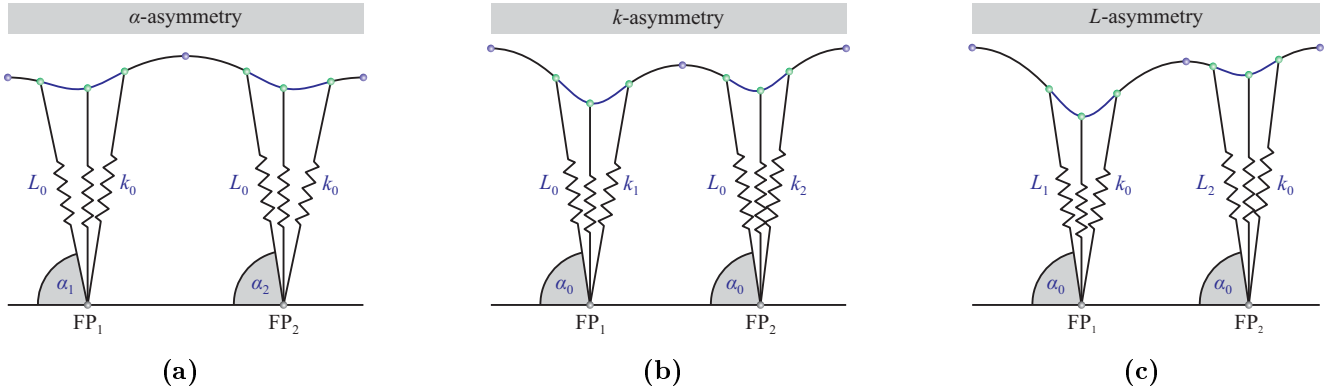 α-asymmetry
L₀ k₀ L₀ k₀
α₁ α₂
FP₁ FP₂
(a)
k-asymmetry
L₀ k₁ L₀ k₂
α₀ α₀
FP₁ FP₂
(b)
L-asymmetry
L₁ k₀ L₂ k₀
α₀ α₀
FP₁ FP₂
(c)